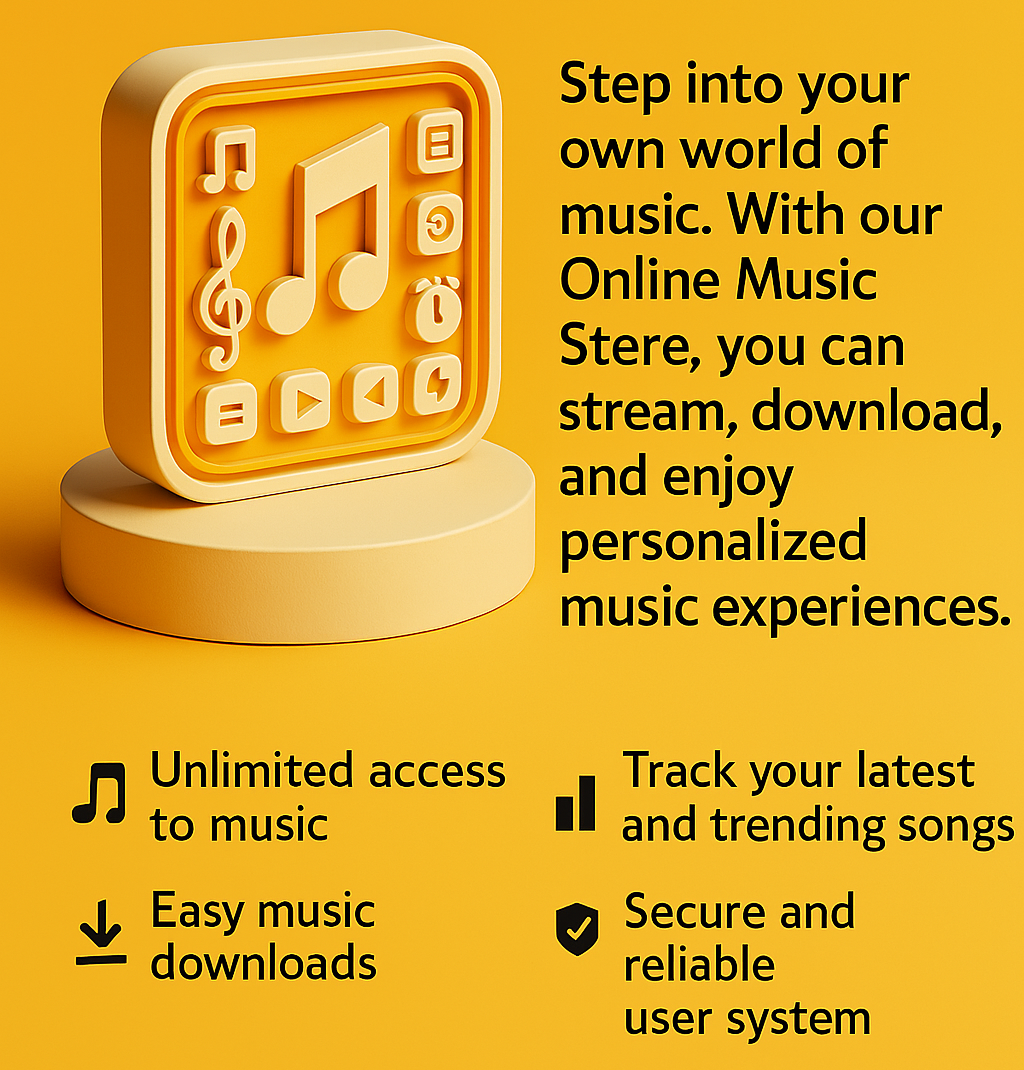 Step into your
own world of
music. With our
Online Music
Stere, you can
stream, download,
and enjoy
personalized
music experiences.
Unlimited access
to music
Track your latest
and trending songs
Easy music
downloads
Secure and
reliable
user system